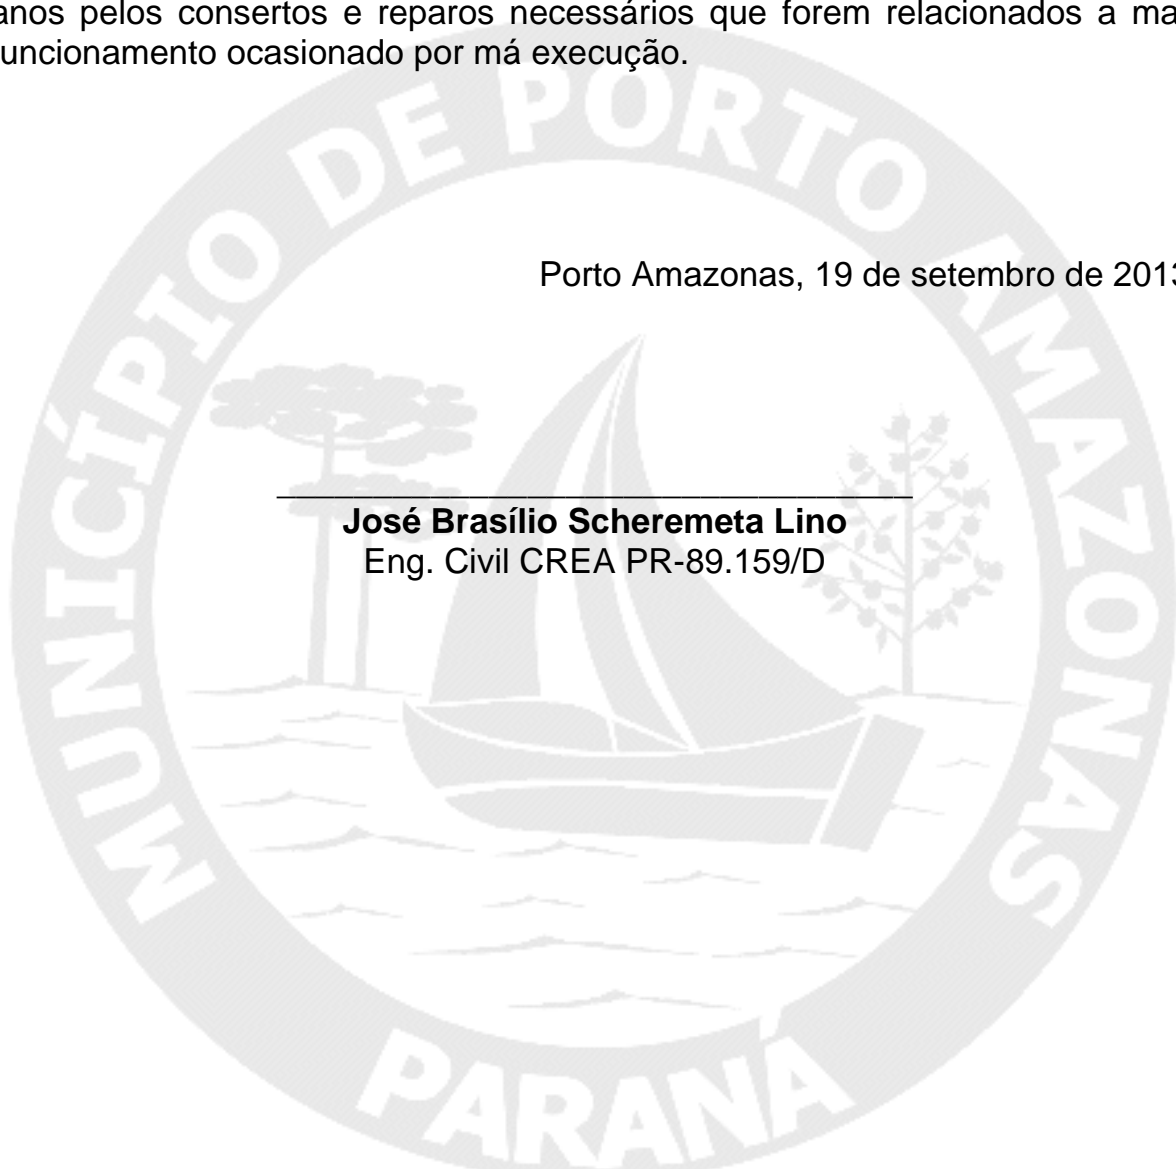 anos pelos consertos e reparos necessários que forem relacionados a ma
uncionamento ocasionado por má execução.
Porto Amazonas, 19 de setembro de 2013
José Brasílio Scheremeta Lino
Eng. Civil CREA PR-89.159/D
MUNICÍPIO DE PORTO AMAZONAS
PARANÁ